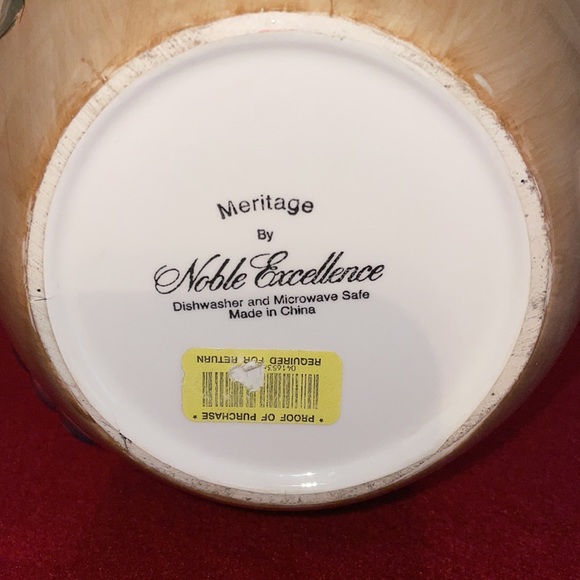 Meritage
By
Noble Excellence
Dishwasher and Microwave Safe
Made in China
• PROOF OF PURCHASE •
REQUIRED FOR RETURN